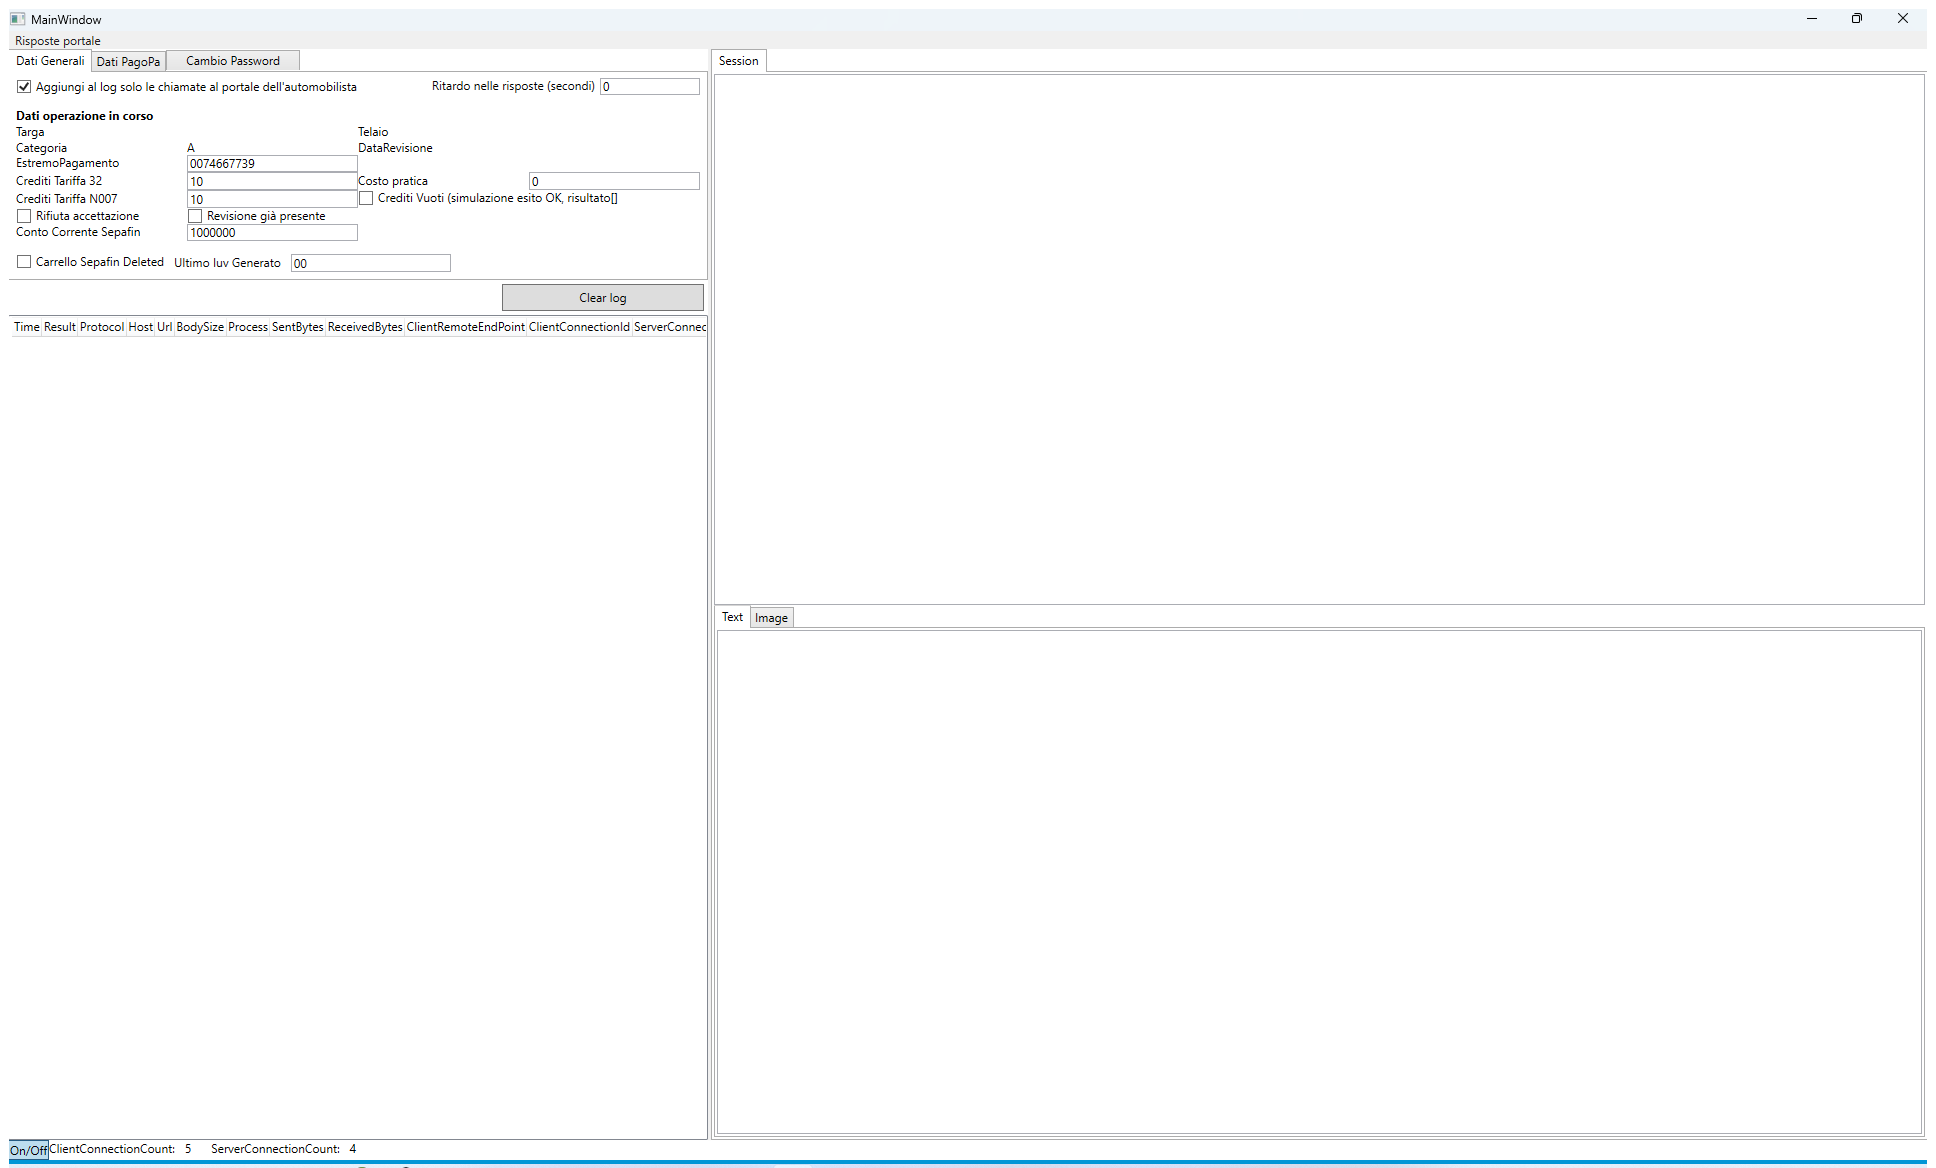 MainWindow
Risposte portale
Dati Generali Dati PagoPa Cambio Password
Aggiungi al log solo le chiamate al portale dell'automobilista Ritardo nelle risposte (secondi) 0
Dati operazione in corso
Targa Telaio
Categoria A DataRevisione
EstremoPagamento 0074667739
Crediti Tariffa 32 10 Costo pratica 0
Crediti Tariffa N007 10 Crediti Vuoti (simulazione esito OK, risultato[]
Rifiuta accettazione Revisione già presente
Conto Corrente Sepafin 1000000
Carrello Sepafin Deleted Ultimo Iuv Generato 00
Clear log
Time Result Protocol Host Url BodySize Process SentBytes ReceivedBytes ClientRemoteEndPoint ClientConnectionId ServerConnec
Session
Text Image
On/Off ClientConnectionCount: 5 ServerConnectionCount: 4